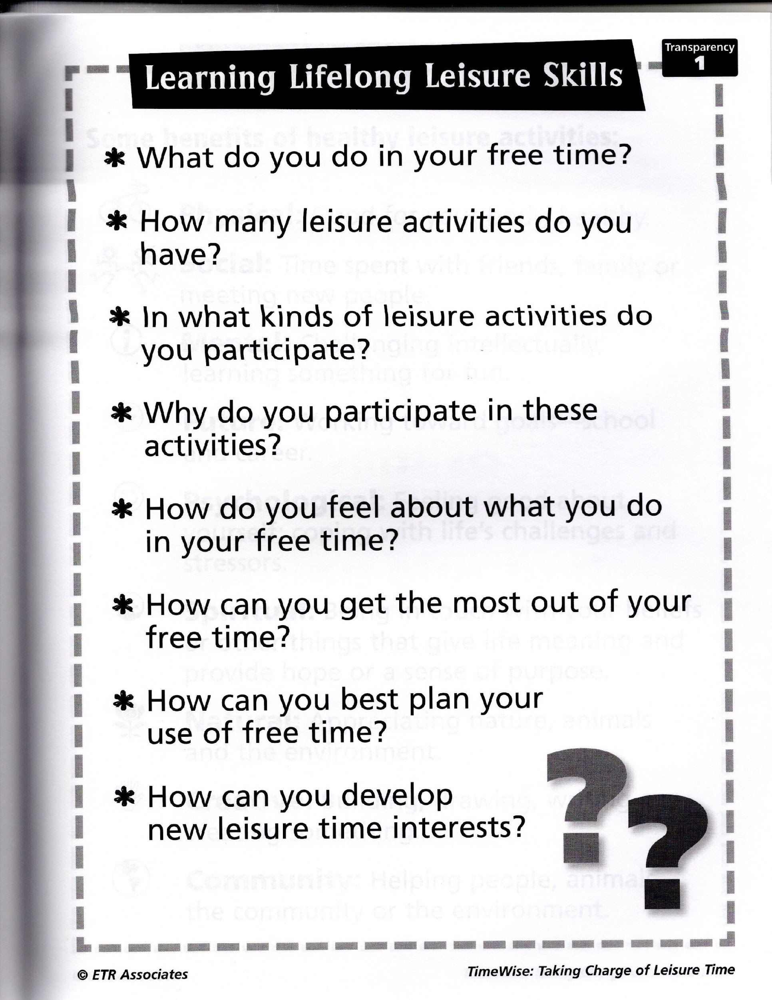 Transparency
1
Learning Lifelong Leisure Skills
* What do you do in your free time?
* How many leisure activities do you
have?
* In what kinds of leisure activities do
you participate?
* Why do you participate in these
activities?
* How do you feel about what you do
in your free time?
* How can you get the most out of your
free time?
* How can you best plan your
use of free time?
* How can you develop
new leisure time interests?
??
© ETR Associates
TimeWise: Taking Charge of Leisure Time